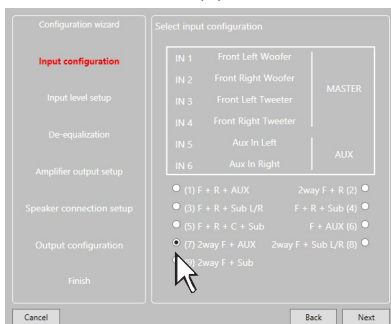 Configuration wizard
Input configuration
Input level setup
De-equalization
Amplifier output setup
Speaker connection setup
Output configuration
Finish
Select input configuration
IN 1 Front Left Woofer
IN 2 Front Right Woofer
IN 3 Front Left Tweeter
IN 4 Front Right Tweeter
MASTER
IN 5 Aux In Left
IN 6 Aux In Right
AUX
(1) F + R + AUX 2way F + R (2)
(3) F + R + Sub L/R F + R + Sub (4)
(5) F + R + C + Sub F + AUX (6)
(7) 2way F + AUX 2way F + Sub L/R (8)
2way F + Sub
Cancel Back Next